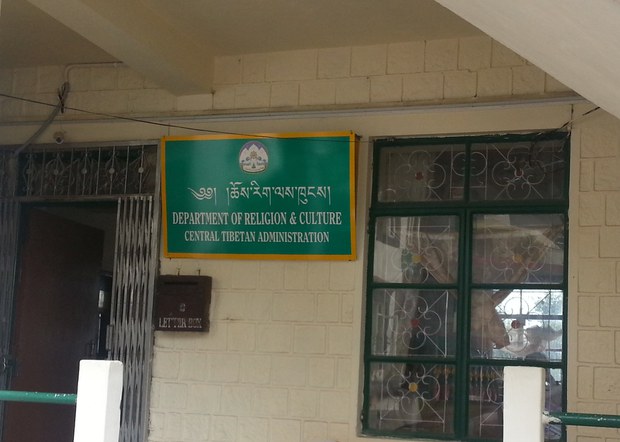 ༄༅། །ཆོས་རིག་ལས་ཁུངས།
DEPARTMENT OF RELIGION & CULTURE
CENTRAL TIBETAN ADMINISTRATION
LETTER BOX